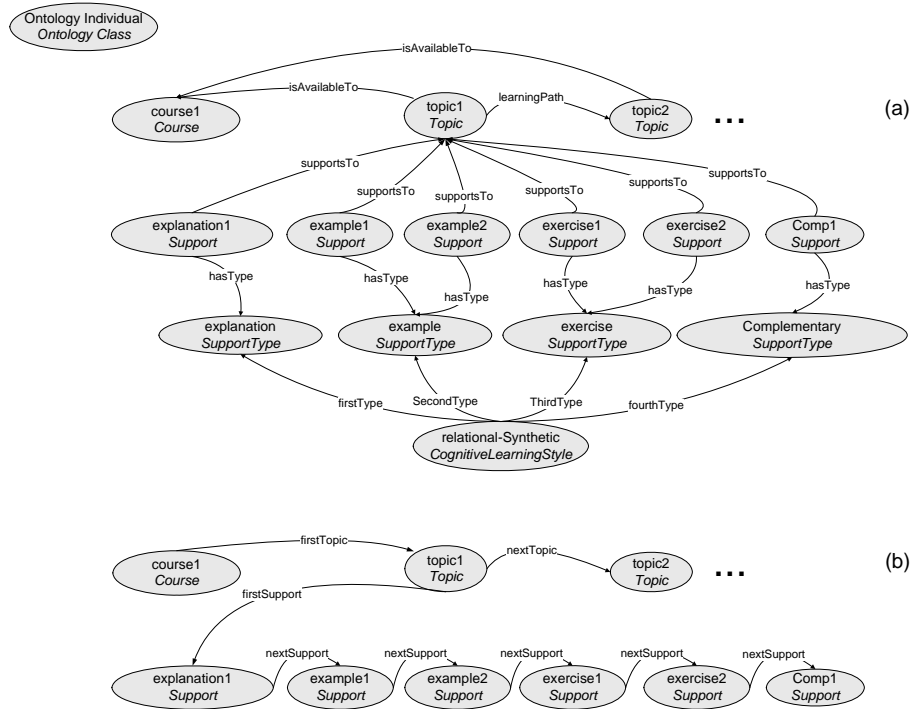 Ontology Individual
Ontology Class
isAvailableTo
isAvailableTo
course1
Course
topic1
Topic
learningPath
topic2
Topic
...
(a)
supportsTo
supportsTo
supportsTo
supportsTo
supportsTo
supportsTo
explanation1
Support
example1
Support
example2
Support
exercise1
Support
exercise2
Support
Comp1
Support
hasType
hasType
hasType
hasType
hasType
hasType
explanation
SupportType
example
SupportType
exercise
SupportType
Complementary
SupportType
firstType
SecondType
ThirdType
fourthType
relational-Synthetic
CognitiveLearningStyle
firstTopic
course1
Course
topic1
Topic
nextTopic
topic2
Topic
...
(b)
firstSupport
nextSupport
nextSupport
nextSupport
nextSupport
nextSupport
explanation1
Support
example1
Support
example2
Support
exercise1
Support
exercise2
Support
Comp1
Support